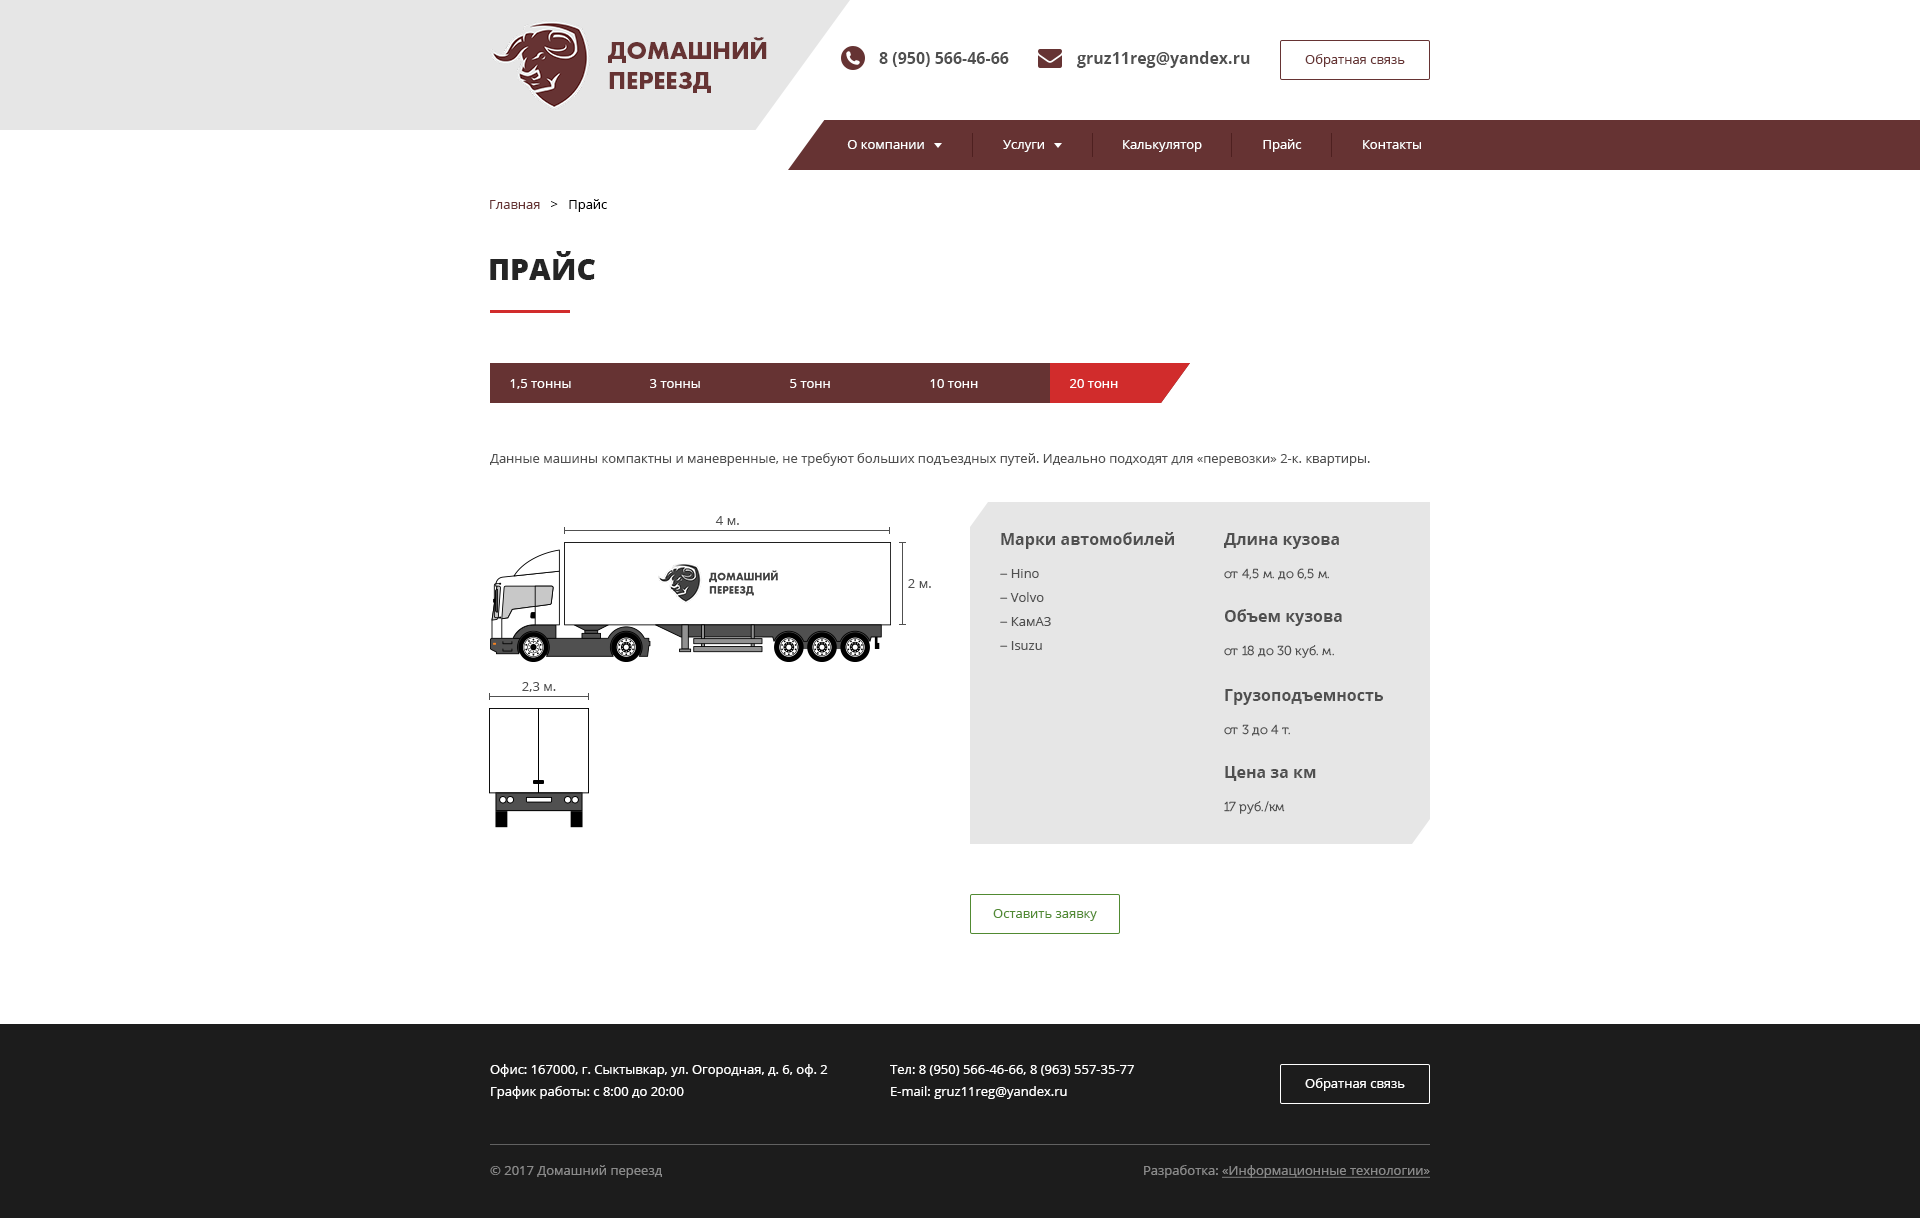 ДОМАШНИЙ
ПЕРЕЕЗД
8 (950) 566-46-66
gruz11reg@yandex.ru
Обратная связь
О компании
Услуги
Калькулятор
Прайс
Контакты
Главная > Прайс
ПРАЙС
1,5 тонны
3 тонны
5 тонн
10 тонн
20 тонн
Данные машины компактны и маневренные, не требуют больших подъездных путей. Идеально подходят для «перевозки» 2-к. квартиры.
4 м.
ДОМАШНИЙ
ПЕРЕЕЗД
2 м.
2,3 м.
Марки автомобилей
– Hino
– Volvo
– КамАЗ
– Isuzu
Длина кузова
от 4,5 м. до 6,5 м.
Объем кузова
от 18 до 30 куб. м.
Грузоподъемность
от 3 до 4 т.
Цена за км
17 руб./км
Оставить заявку
Офис: 167000, г. Сыктывкар, ул. Огородная, д. 6, оф. 2
График работы: с 8:00 до 20:00
Тел: 8 (950) 566-46-66, 8 (963) 557-35-77
E-mail: gruz11reg@yandex.ru
Обратная связь
© 2017 Домашний переезд
Разработка: «Информационные технологии»